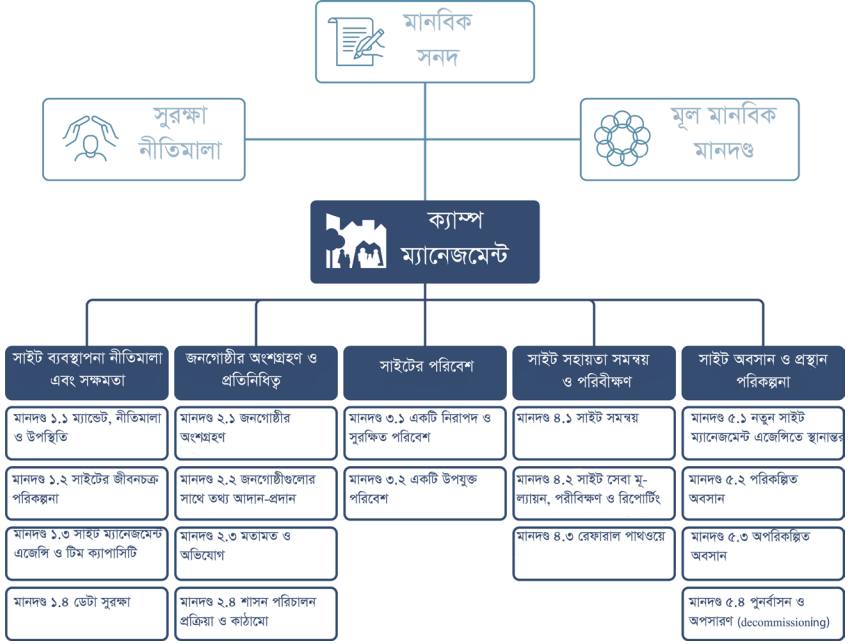 মানবিক
সনদ
সুরক্ষা
নীতিমালা
মূল মানবিক
মানদণ্ড
ক্যাম্প
ম্যানেজমেন্ট
সাইট ব্যবস্থাপনা নীতিমালা
এবং সক্ষমতা
মানদণ্ড ১.১ ম্যান্ডেট, নীতিমালা
ও উপস্থিতি
মানদণ্ড ১.২ সাইটের জীবনচক্র
পরিকল্পনা
মানদণ্ড ১.৩ সাইট ম্যানেজমেন্ট
এজেন্সি ও টিম ক্যাপাসিটি
মানদণ্ড ১.৪ ডেটা সুরক্ষা
জনগোষ্ঠীর অংশগ্রহণ ও
প্রতিনিধিত্ব
মানদণ্ড ২.১ জনগোষ্ঠীর
অংশগ্রহণ
মানদণ্ড ২.২ জনগোষ্ঠীগুলোর
সাথে তথ্য আদান-প্রদান
মানদণ্ড ২.৩ মতামত ও
অভিযোগ
মানদণ্ড ২.৪ শাসন পরিচালন
প্রক্রিয়া ও কাঠামো
সাইটের পরিবেশ
মানদণ্ড ৩.১ একটি নিরাপদ ও
সুরক্ষিত পরিবেশ
মানদণ্ড ৩.২ একটি উপযুক্ত
পরিবেশ
সাইট সহায়তা সমন্বয়
ও পরিবীক্ষণ
মানদণ্ড ৪.১ সাইট সমন্বয়
মানদণ্ড ৪.২ সাইট সেবা মূ-
ল্যায়ন, পরীবিক্ষণ ও রিপোর্টিং
মানদণ্ড ৪.৩ রেফারাল পাথওয়ে
সাইট অবসান ও প্রস্থান
পরিকল্পনা
মানদণ্ড ৫.১ নতুন সাইট
ম্যানেজমেন্ট এজেন্সিতে স্থানান্তর
মানদণ্ড ৫.২ পরিকল্পিত
অবসান
মানদণ্ড ৫.৩ অপরিকল্পিত
অবসান
মানদণ্ড ৫.৪ পুনর্বাসন ও
অপসারণ (decommissioning)